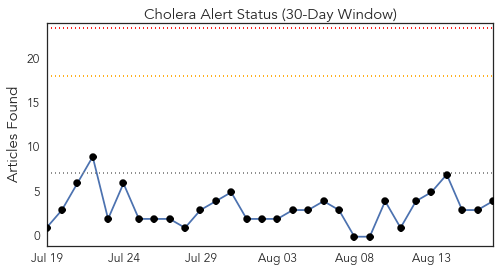 Cholera Alert Status (30-Day Window)
Articles Found
20
15
10
5
0
Jul 19 Jul 24 Jul 29 Aug 03 Aug 08 Aug 13